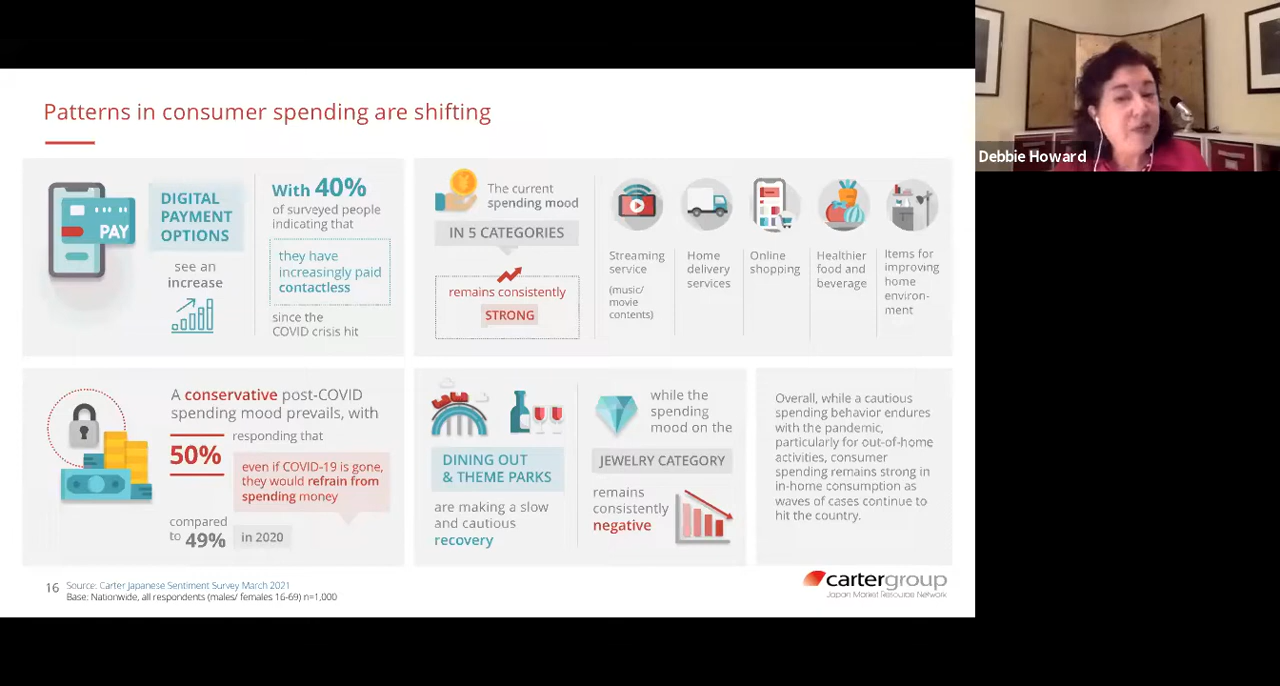 Patterns in consumer spending are shifting
PAY
DIGITAL
PAYMENT
OPTIONS
see an
increase
With 40%
of surveyed people
indicating that
they have
increasingly paid
contactless
since the
COVID crisis hit
The current
spending mood
IN 5 CATEGORIES
remains consistently
STRONG
Streaming
service
(music/
movie
contents)
Home
delivery
services
Online
shopping
Healthier
food and
beverage
Items for
improving
home
environ-
ment
A conservative post-COVID
spending mood prevails, with
50%
responding that
even if COVID-19 is gone,
they would refrain from
spending money
compared
to 49%
in 2020
DINING OUT
& THEME PARKS
are making a slow
and cautious
recovery
while the
spending
mood on the
JEWELRY CATEGORY
remains
consistently
negative
Overall, while a cautious
spending behavior endures
with the pandemic,
particularly for out-of-home
activities, consumer
spending remains strong in
in-home consumption as
waves of cases continue to
hit the country.
16
Source: Carter Japanese Sentiment Survey March 2021
Base: Nationwide, all respondents (males/ females 16-69) n=1,000
cartergroup
Japan Market Resource Network
Debbie Howard